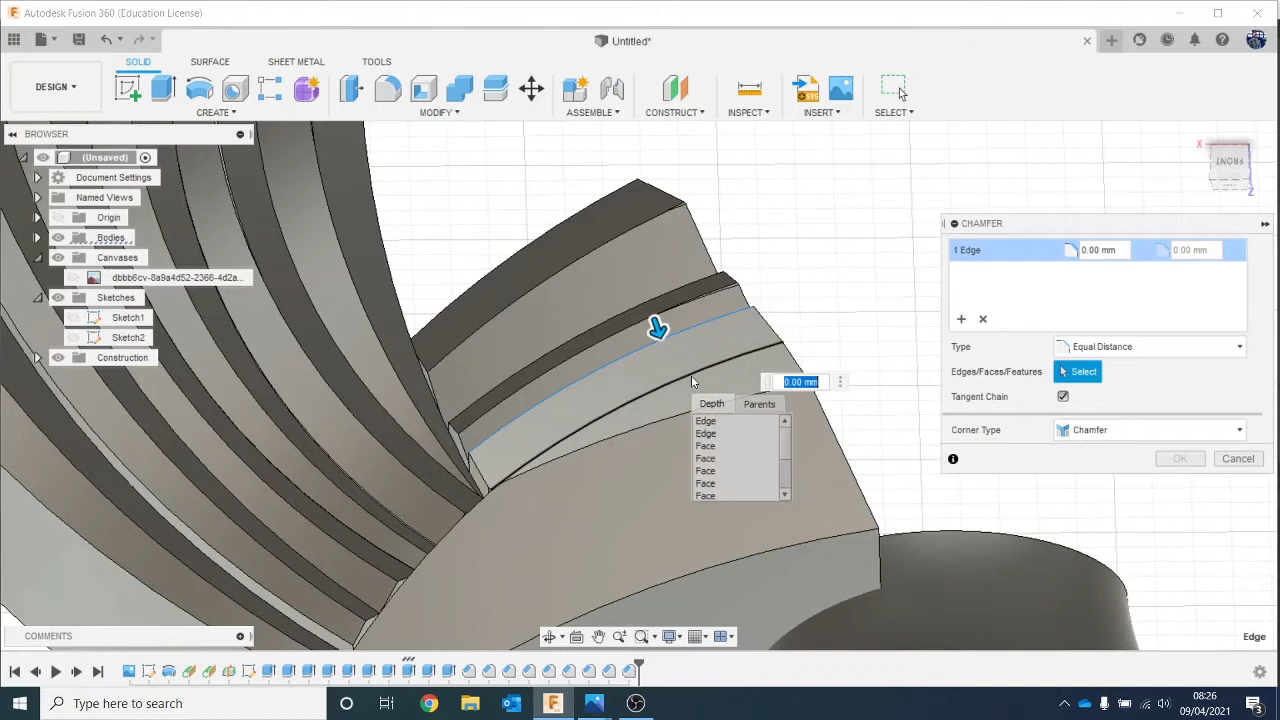 Autodesk Fusion 360 (Education License)
Untitled*
SOLID SURFACE SHEET METAL TOOLS
DESIGN
CREATE MODIFY ASSEMBLE CONSTRUCT INSPECT INSERT SELECT
BROWSER
(Unsaved)
Document Settings
Named Views
Origin
Bodies
Canvases
dbbb6cv-8a9a4d52-2366-4d2a...
Sketches
Sketch1
Sketch2
Construction
X
FRONT
Z
CHAMFER
1 Edge 0.00 mm 0.00 mm
Type Equal Distance
Edges/Faces/Features Select
Tangent Chain
Corner Type Chamfer
OK Cancel
0.00 mm
Depth Parents
Edge
Edge
Face
Face
Face
Face
Face
COMMENTS
Edge
Type here to search
08:26
09/04/2021
3